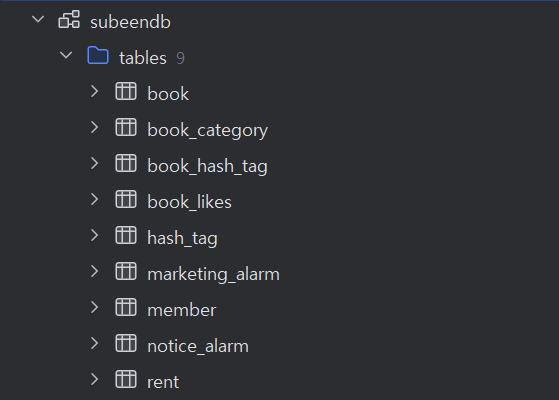 subeendb
tables 9
book
book_category
book_hash_tag
book_likes
hash_tag
marketing_alarm
member
notice_alarm
rent